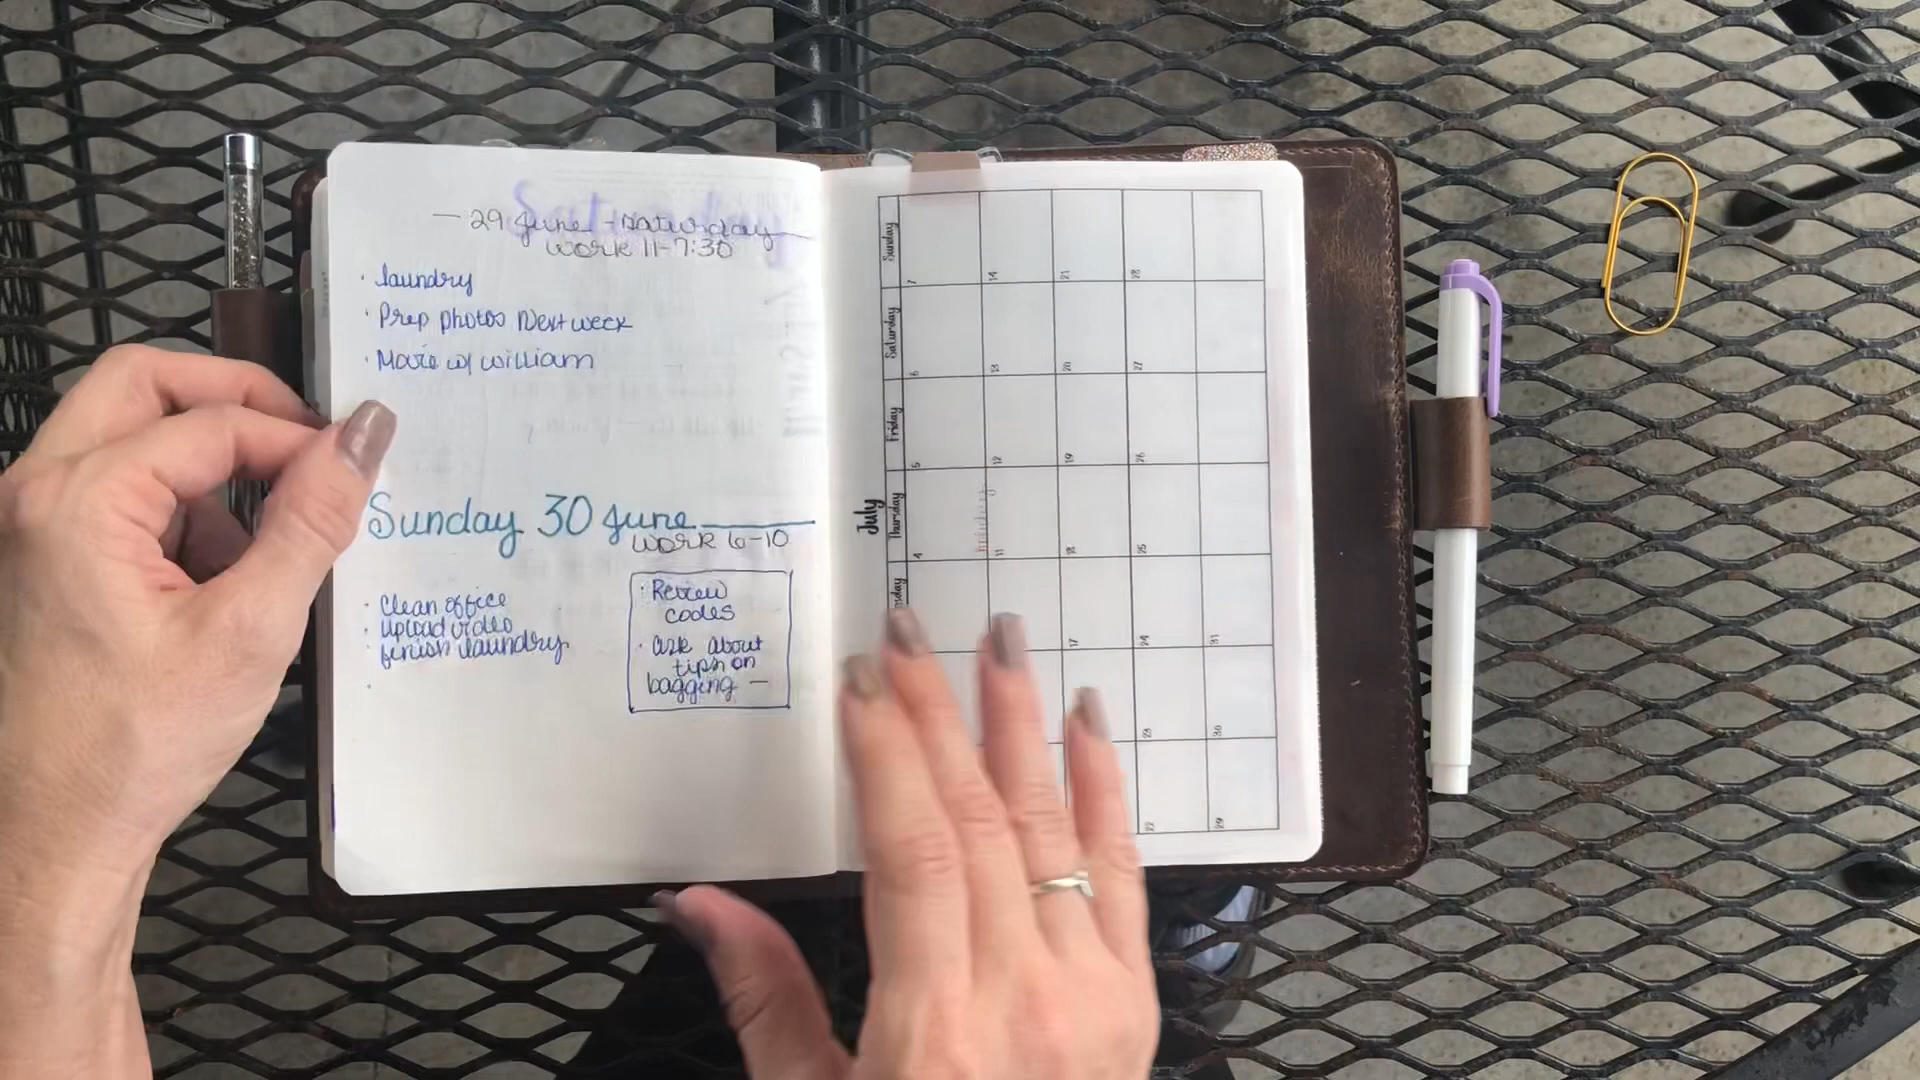 29 June - Saturday
work 11-7:30
· laundry
· Prep photos Next week
· Movie w/ william
Sunday 30 June
work 6-10
· Clean office
· upload video
· finish laundry
·
· Review
codes
· ask about
tips on
bagging —
July
Sunday
7
14
21
28
Saturday
6
13
20
27
Friday
5
12
19
26
Thursday
4
11
18
25
17
24
31
23
30
22
29